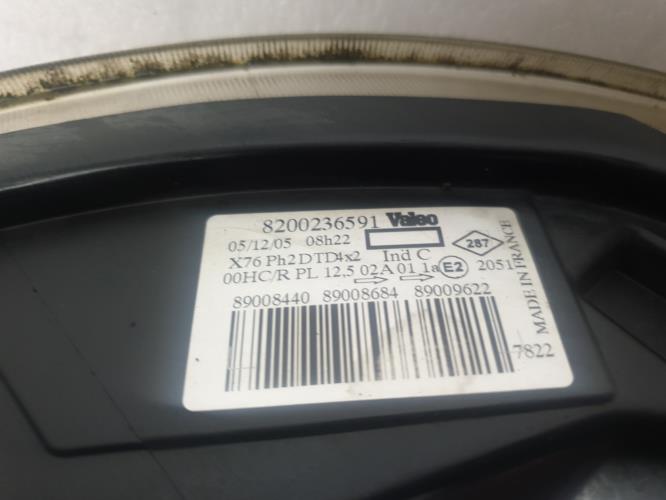 8200236591 Valeo
05/12/05 08h22
287
X76 Ph2 DTD4x2 Ind C
00HC/R PL 12.5 02A 01 1a E2 2051
89008440 89008684 89009622
7822
MADE IN FRANCE